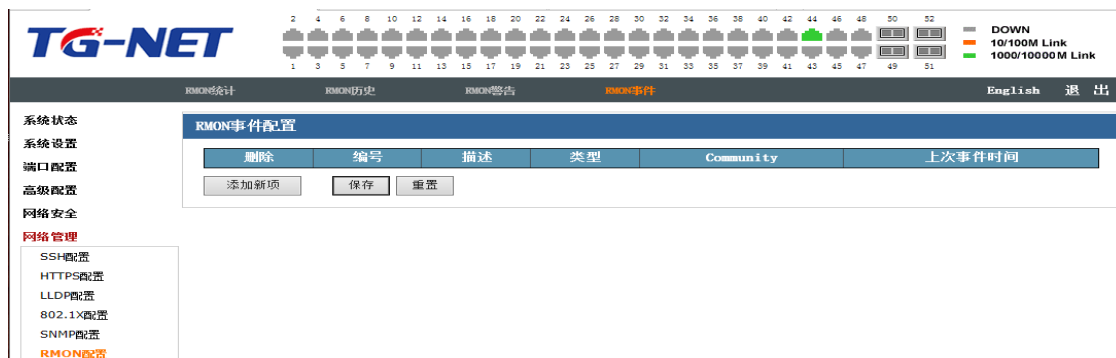 TG-NET
2 4 6 8 10 12 14 16 18 20 22 24 26 28 30 32 34 36 38 40 42 44 46 48 50 52
DOWN
10/100M Link
1000/10000M Link
1 3 5 7 9 11 13 15 17 19 21 23 25 27 29 31 33 35 37 39 41 43 45 47 49 51
RMON统计 RMON历史 RMON警告 RMON事件 English 退 出
系统状态
系统设置
端口配置
高级配置
网络安全
网络管理
SSH配置
HTTPS配置
LLDP配置
802.1X配置
SNMP配置
RMON配置
RMON事件配置
删除 编号 描述 类型 Community 上次事件时间
添加新项 保存 重置